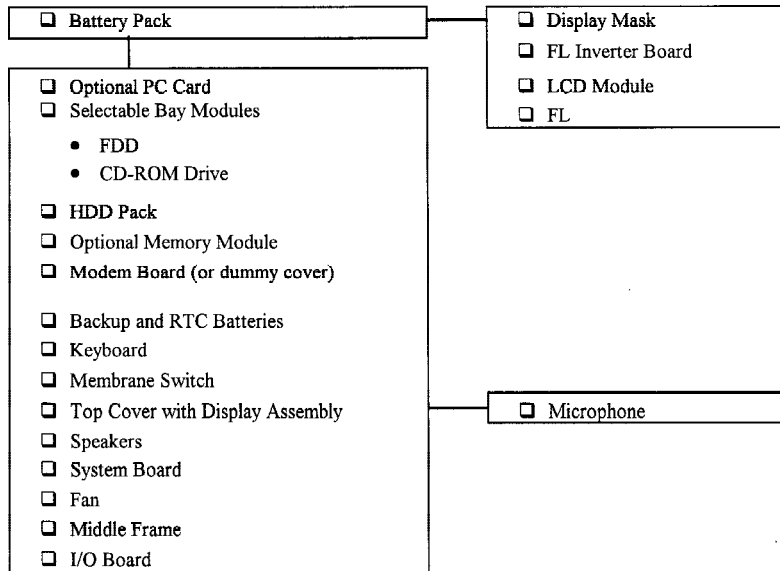 ❑ Battery Pack
❑ Optional PC Card
❑ Selectable Bay Modules
• FDD
• CD-ROM Drive
❑ HDD Pack
❑ Optional Memory Module
❑ Modem Board (or dummy cover)
❑ Backup and RTC Batteries
❑ Keyboard
❑ Membrane Switch
❑ Top Cover with Display Assembly
❑ Speakers
❑ System Board
❑ Fan
❑ Middle Frame
❑ I/O Board
❑ Display Mask
❑ FL Inverter Board
❑ LCD Module
❑ FL
❑ Microphone